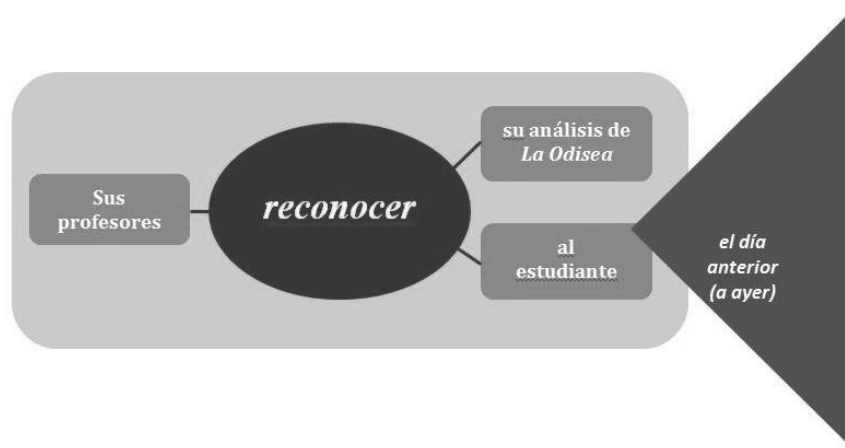 Sus
profesores
reconocer
su análisis de
La Odisea
al
estudiante
el día
anterior
(a ayer)